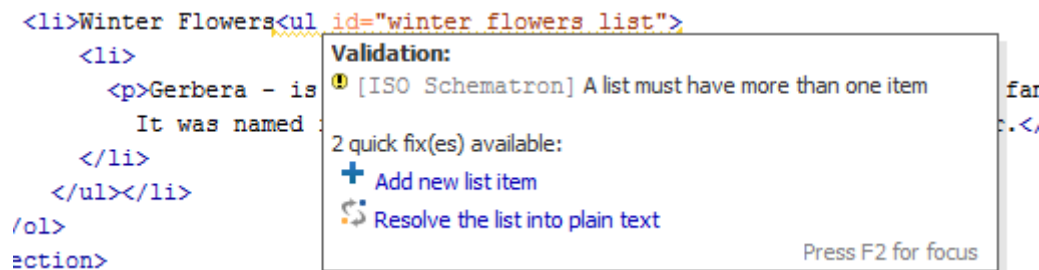 <li>Winter Flowers<ul id="winter flowers list">
<li>
Validation:
[ISO Schematron] A list must have more than one item
<p>Gerbera - is
It was named
2 quick fix(es) available:
</li>
Add new list item
</ul></li>
Resolve the list into plain text
/ol>
Press F2 for focus
ection>